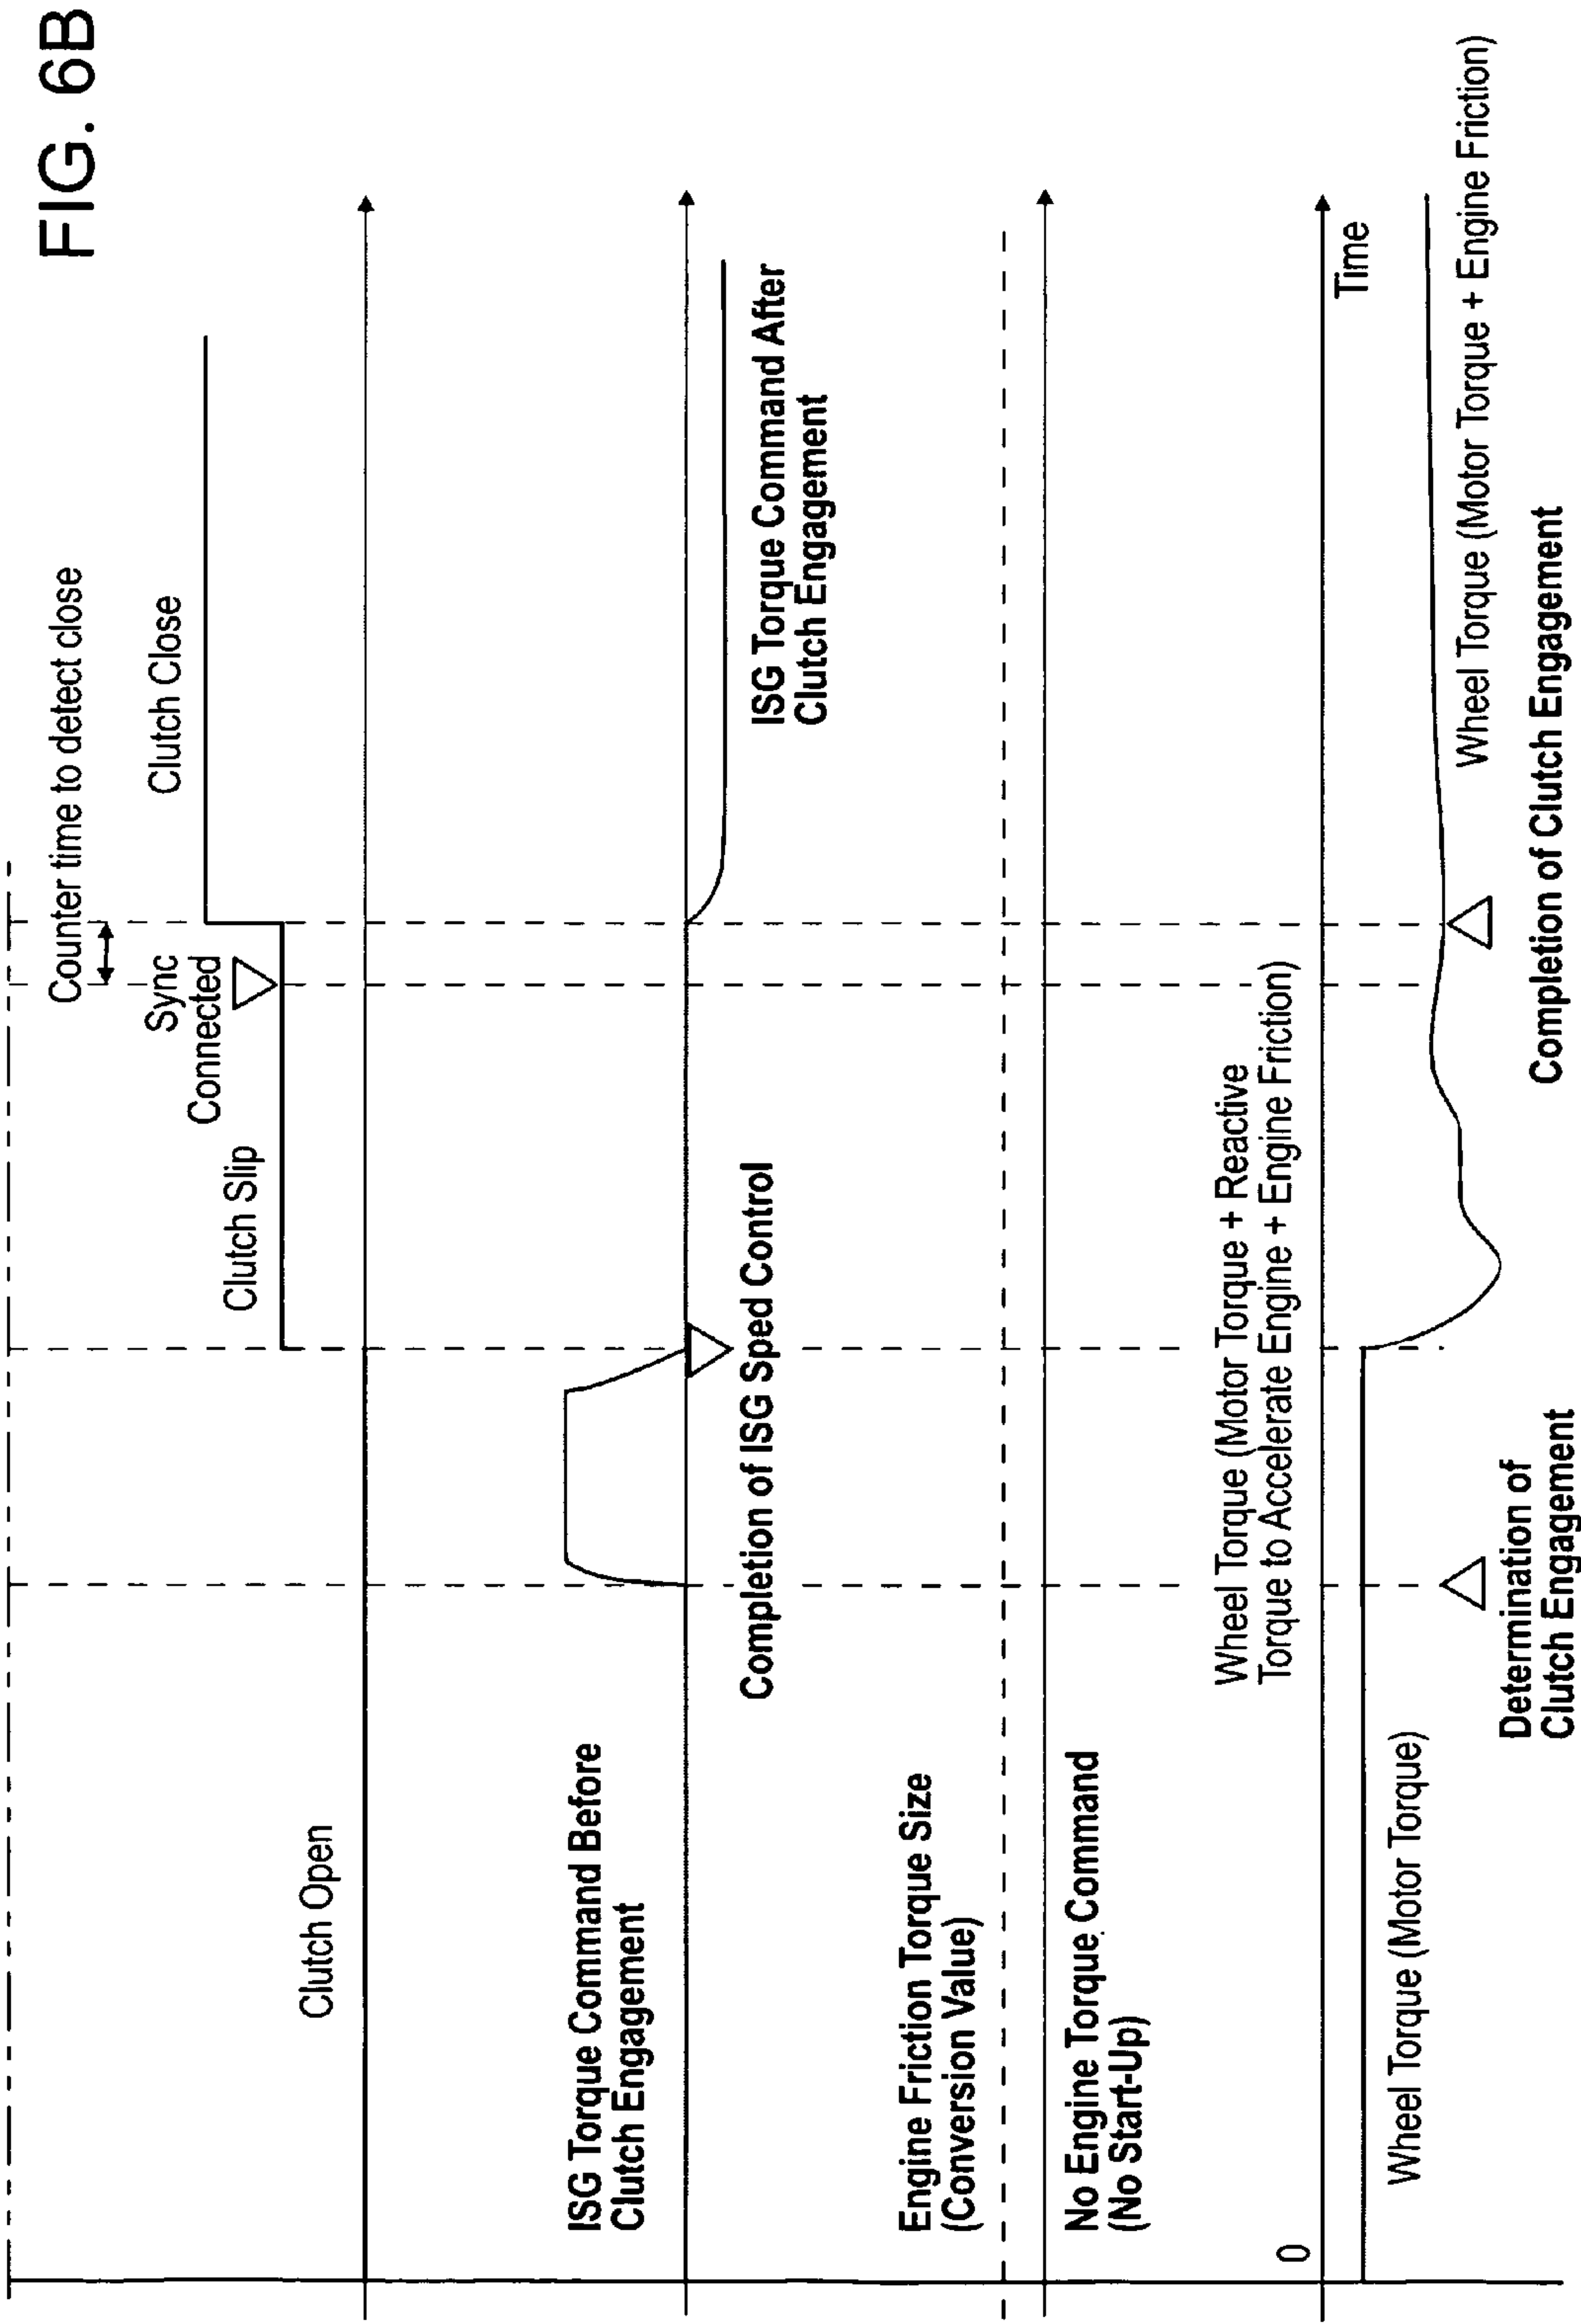 FIG. 6B
Counter time to detect close
Sync
Connected
Clutch Close
Clutch Slip
Clutch Open
ISG Torque Command Before
Clutch Engagement
Completion of ISG Sped Control
ISG Torque Command After
Clutch Engagement
Engine Friction Torque Size
(Conversion Value)
No Engine Torque Command
(No Start-Up)
Wheel Torque (Motor Torque + Reactive
Torque to Accelerate Engine + Engine Friction)
0
Time
Wheel Torque (Motor Torque)
Wheel Torque (Motor Torque + Engine Friction)
Determination of
Clutch Engagement
Completion of Clutch Engagement